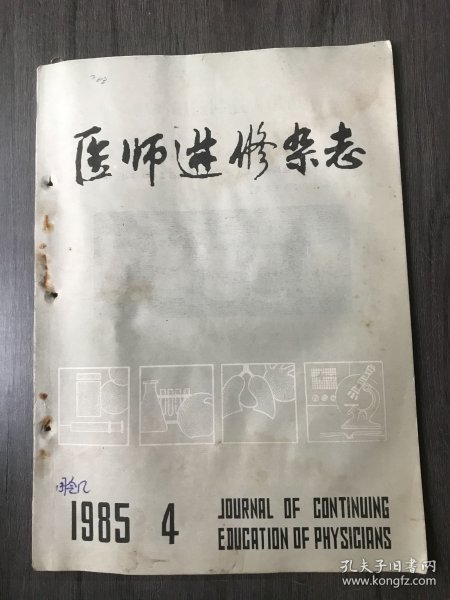 医师进修杂志
1985 4
JOURNAL OF CONTINUING
EDUCATION OF PHYSICIANS
孔夫子旧书网
www.kongfz.com